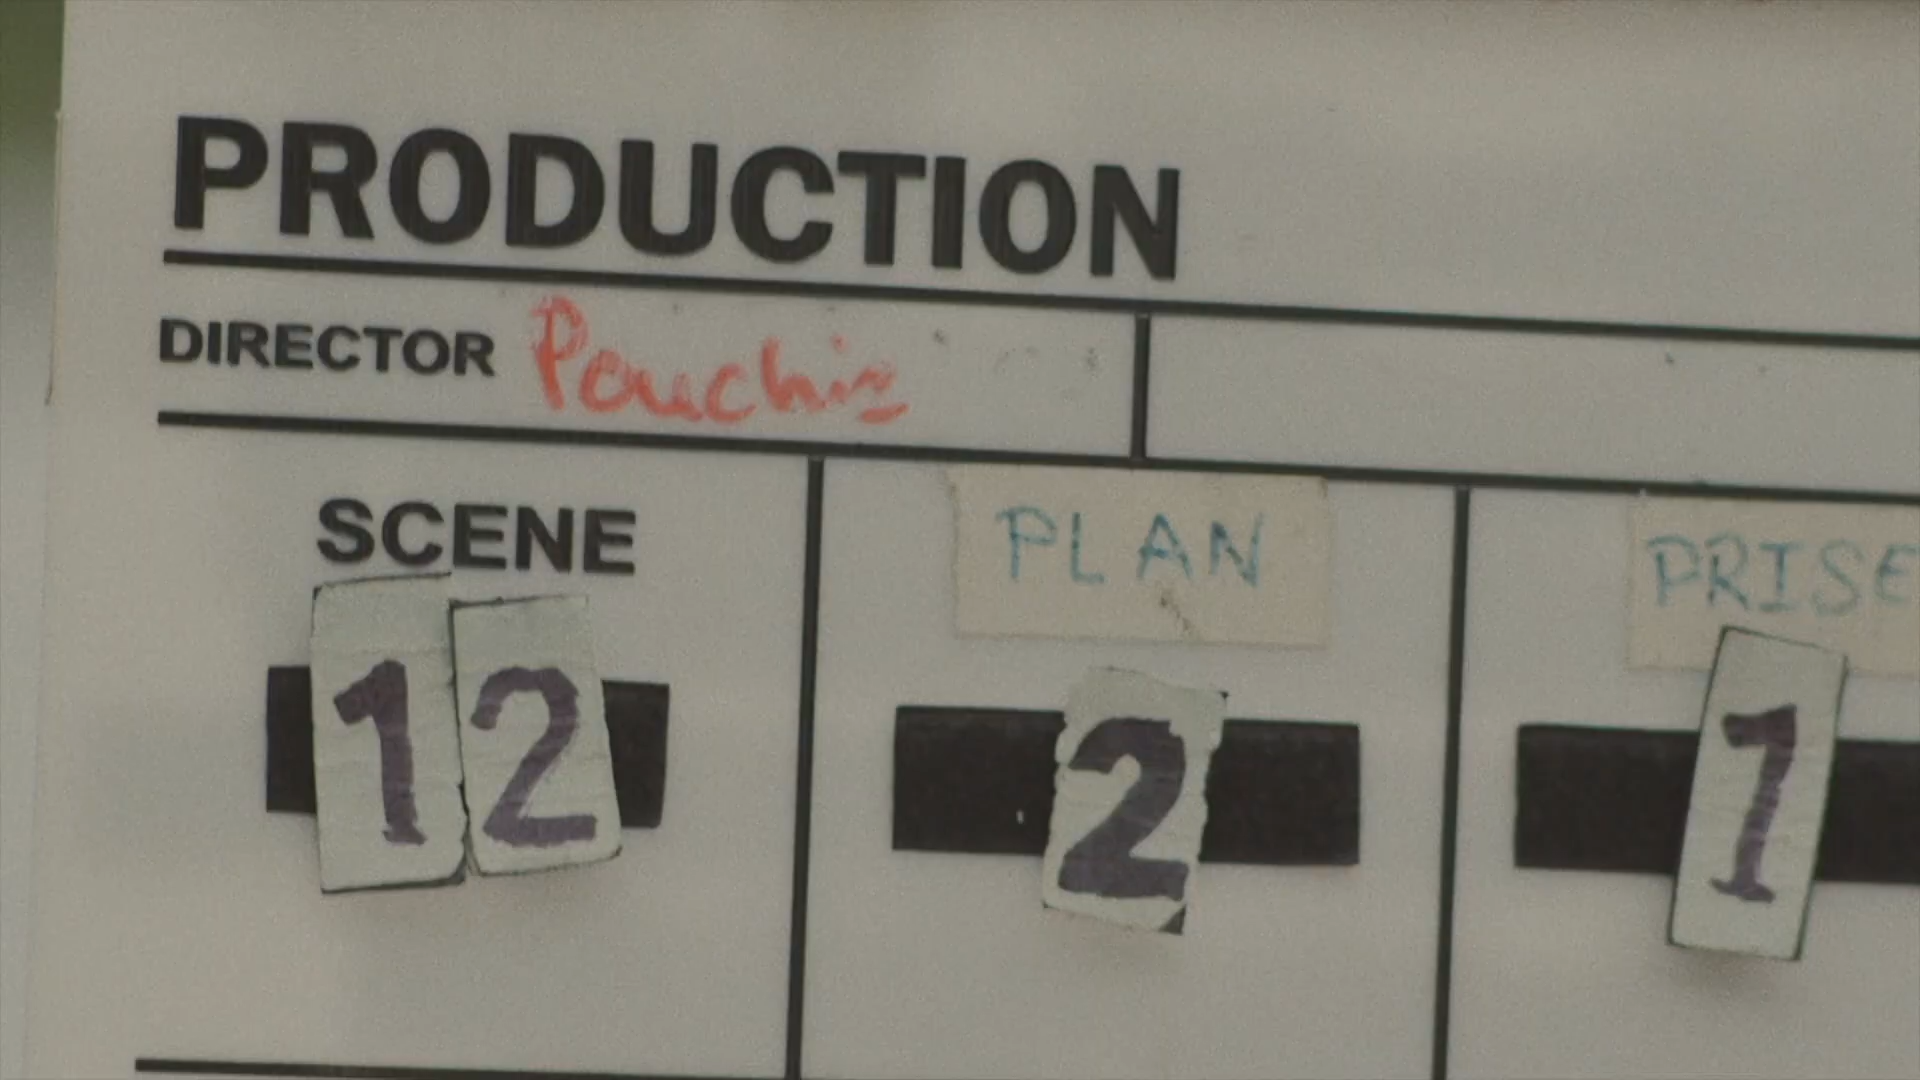 PRODUCTION
DIRECTOR
SCENE PLAN PRISE
12 2 1